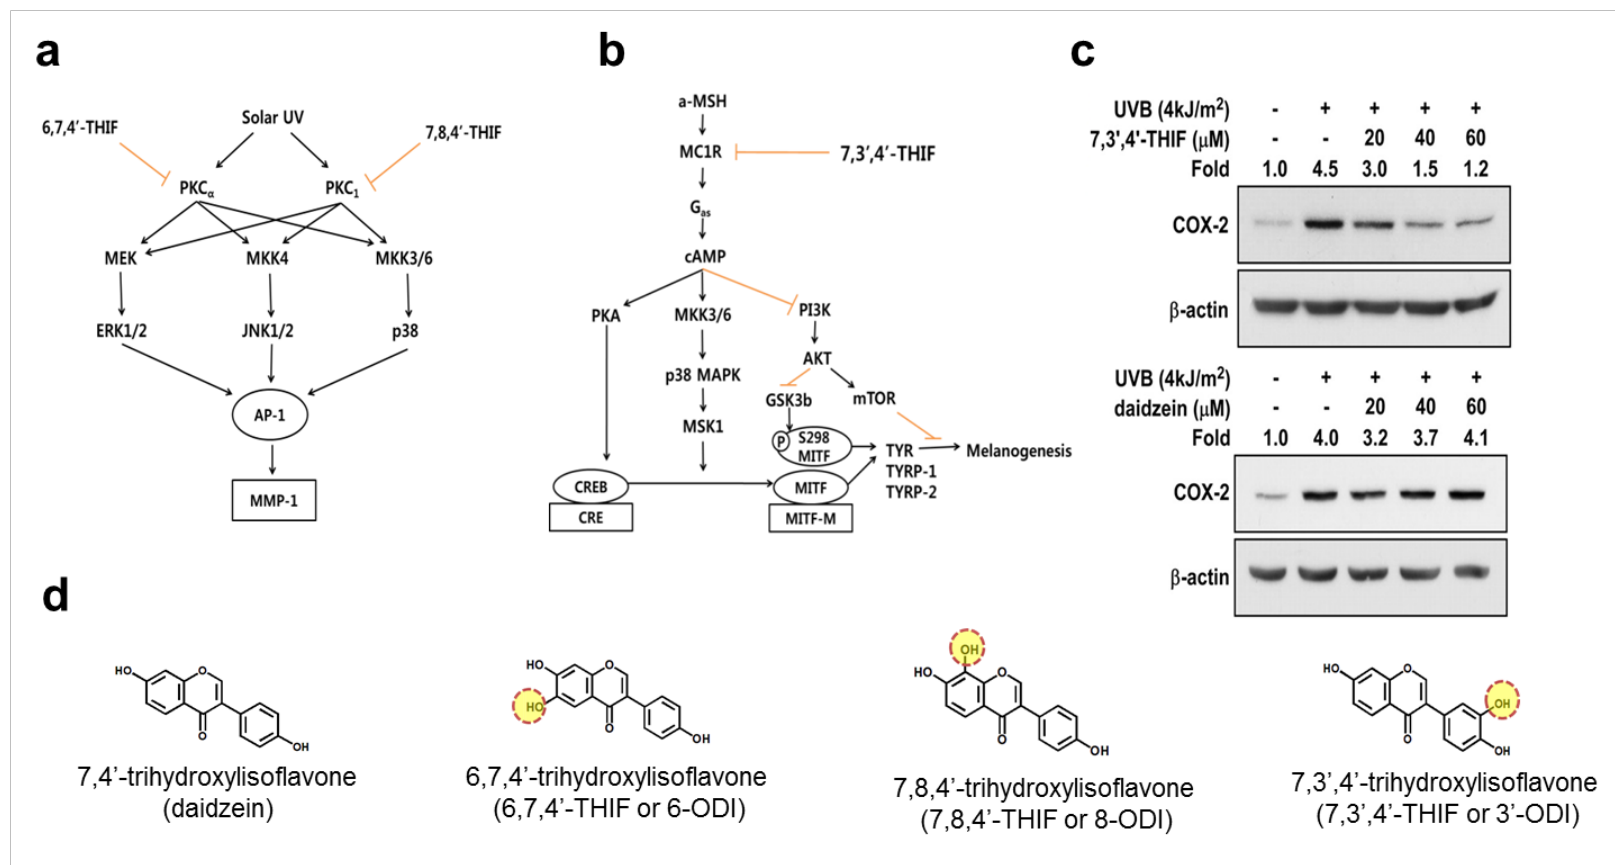 a
Solar UV
6,7,4'-THIF
7,8,4'-THIF
PKCα
PKC1
MEK
MKK4
MKK3/6
ERK1/2
JNK1/2
p38
AP-1
MMP-1
b
a-MSH
MC1R
7,3',4'-THIF
Gas
cAMP
PKA
MKK3/6
PI3K
p38 MAPK
AKT
GSK3b
mTOR
MSK1
P
S298
MITF
TYR
TYRP-1
TYRP-2
Melanogenesis
CREB
CRE
MITF
MITF-M
c
UVB (4kJ/m2) - + + + +
7,3',4'-THIF (μM) - - 20 40 60
Fold 1.0 4.5 3.0 1.5 1.2
COX-2
β-actin
UVB (4kJ/m2) - + + + +
daidzein (μM) - - 20 40 60
Fold 1.0 4.0 3.2 3.7 4.1
COX-2
β-actin
d
HO O O OH
7,4'-trihydroxylisoflavone
(daidzein)
HO HO O O OH
6,7,4'-trihydroxylisoflavone
(6,7,4'-THIF or 6-ODI)
OH HO O O OH
7,8,4'-trihydroxylisoflavone
(7,8,4'-THIF or 8-ODI)
HO O O OH OH
7,3',4'-trihydroxylisoflavone
(7,3',4'-THIF or 3'-ODI)